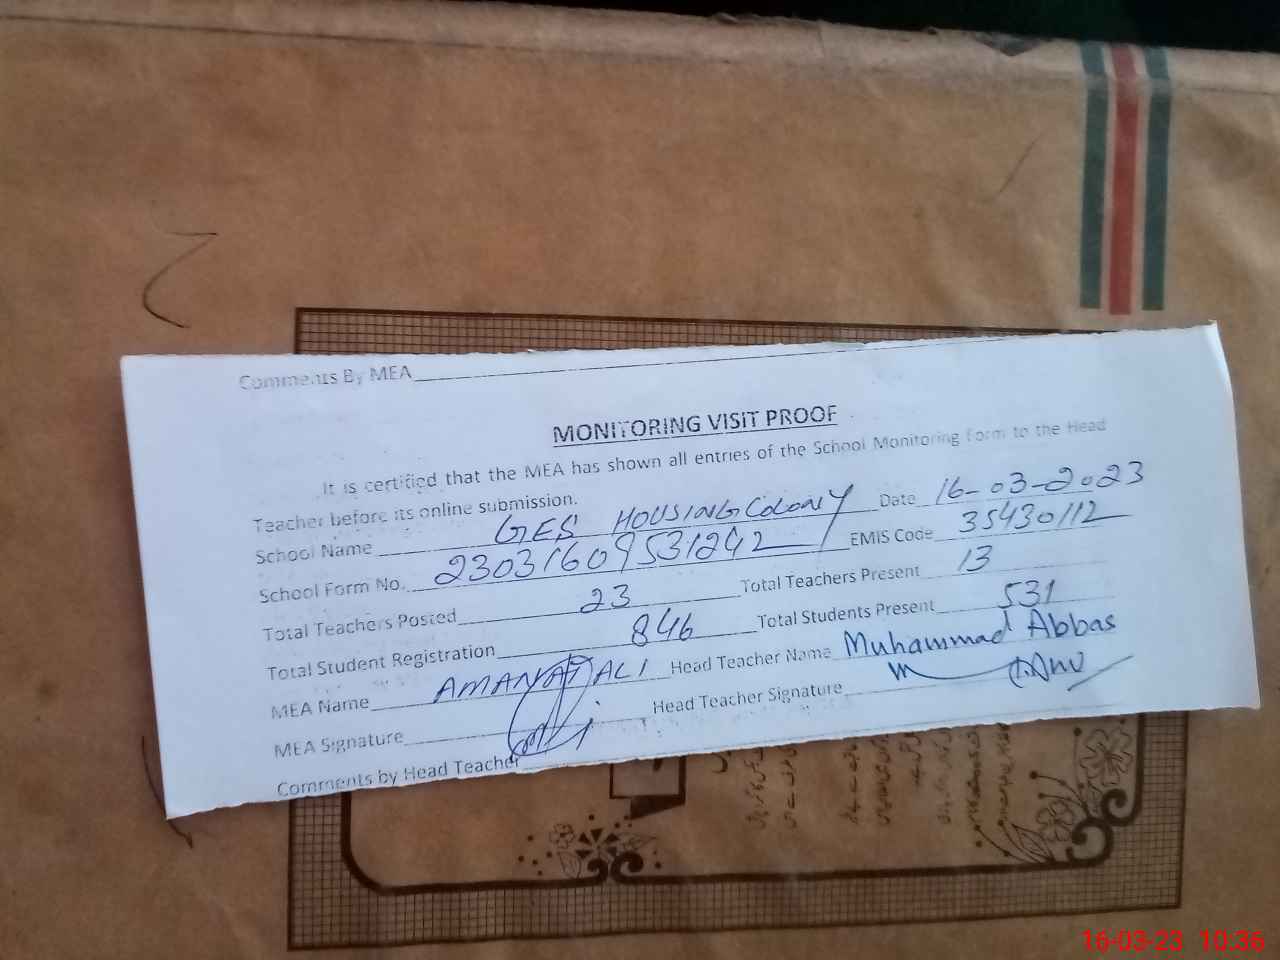 Comments By MEA
MONITORING VISIT PROOF
It is certified that the MEA has shown all entries of the School Monitoring Form to the Head
Teacher before its online submission.
School Name GES HOUSING COLONY Date 16-03-2023
School Form No. 23031609531242 EMIS Code 35430112
Total Teachers Posted 23 Total Teachers Present 13
Total Student Registration 846 Total Students Present 531
MEA Name AMANAT ALI Head Teacher Name Muhammad Abbas
MEA Signature Head Teacher Signature
Comments by Head Teacher
16-03-23 10:36